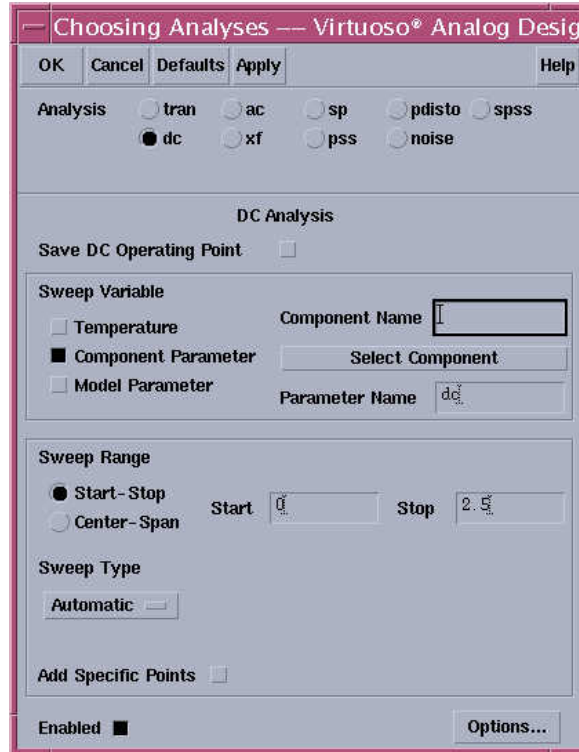 Choosing Analyses –– Virtuoso® Analog Desig
OK Cancel Defaults Apply Help
Analysis tran ac sp pdisto spss
dc xf pss noise
DC Analysis
Save DC Operating Point
Sweep Variable
Temperature
Component Name
Component Parameter
Select Component
Model Parameter
Parameter Name dc
Sweep Range
Start-Stop
Start 0 Stop 2.5
Center-Span
Sweep Type
Automatic
Add Specific Points
Enabled Options...